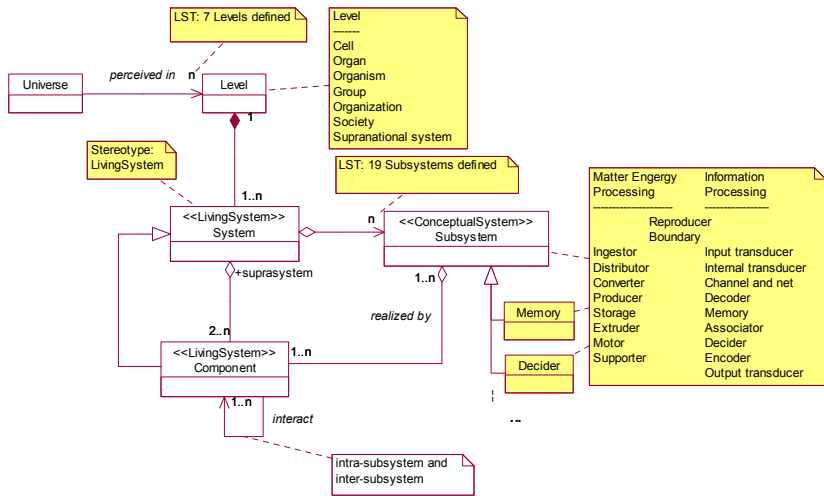 LST: 7 Levels defined
Level
-------
Cell
Organ
Organism
Group
Organization
Society
Supranational system
Universe
perceived in
n
Level
1
Stereotype:
LivingSystem
LST: 19 Subsystems defined
1..n
<<LivingSystem>>
System
n
<<ConceptualSystem>>
Subsystem
Matter Engergy Information
Processing Processing
---------------------- -----------------
Reproducer
Boundary
Ingestor Input transducer
Distributor Internal transducer
Converter Channel and net
Producer Decoder
Storage Memory
Extruder Associator
Motor Decider
Supporter Encoder
Output transducer
+suprasystem
1..n
realized by
Memory
2..n
<<LivingSystem>>
Component
1..n
Decider
1..n
interact
...
intra-subsystem and
inter-subsystem